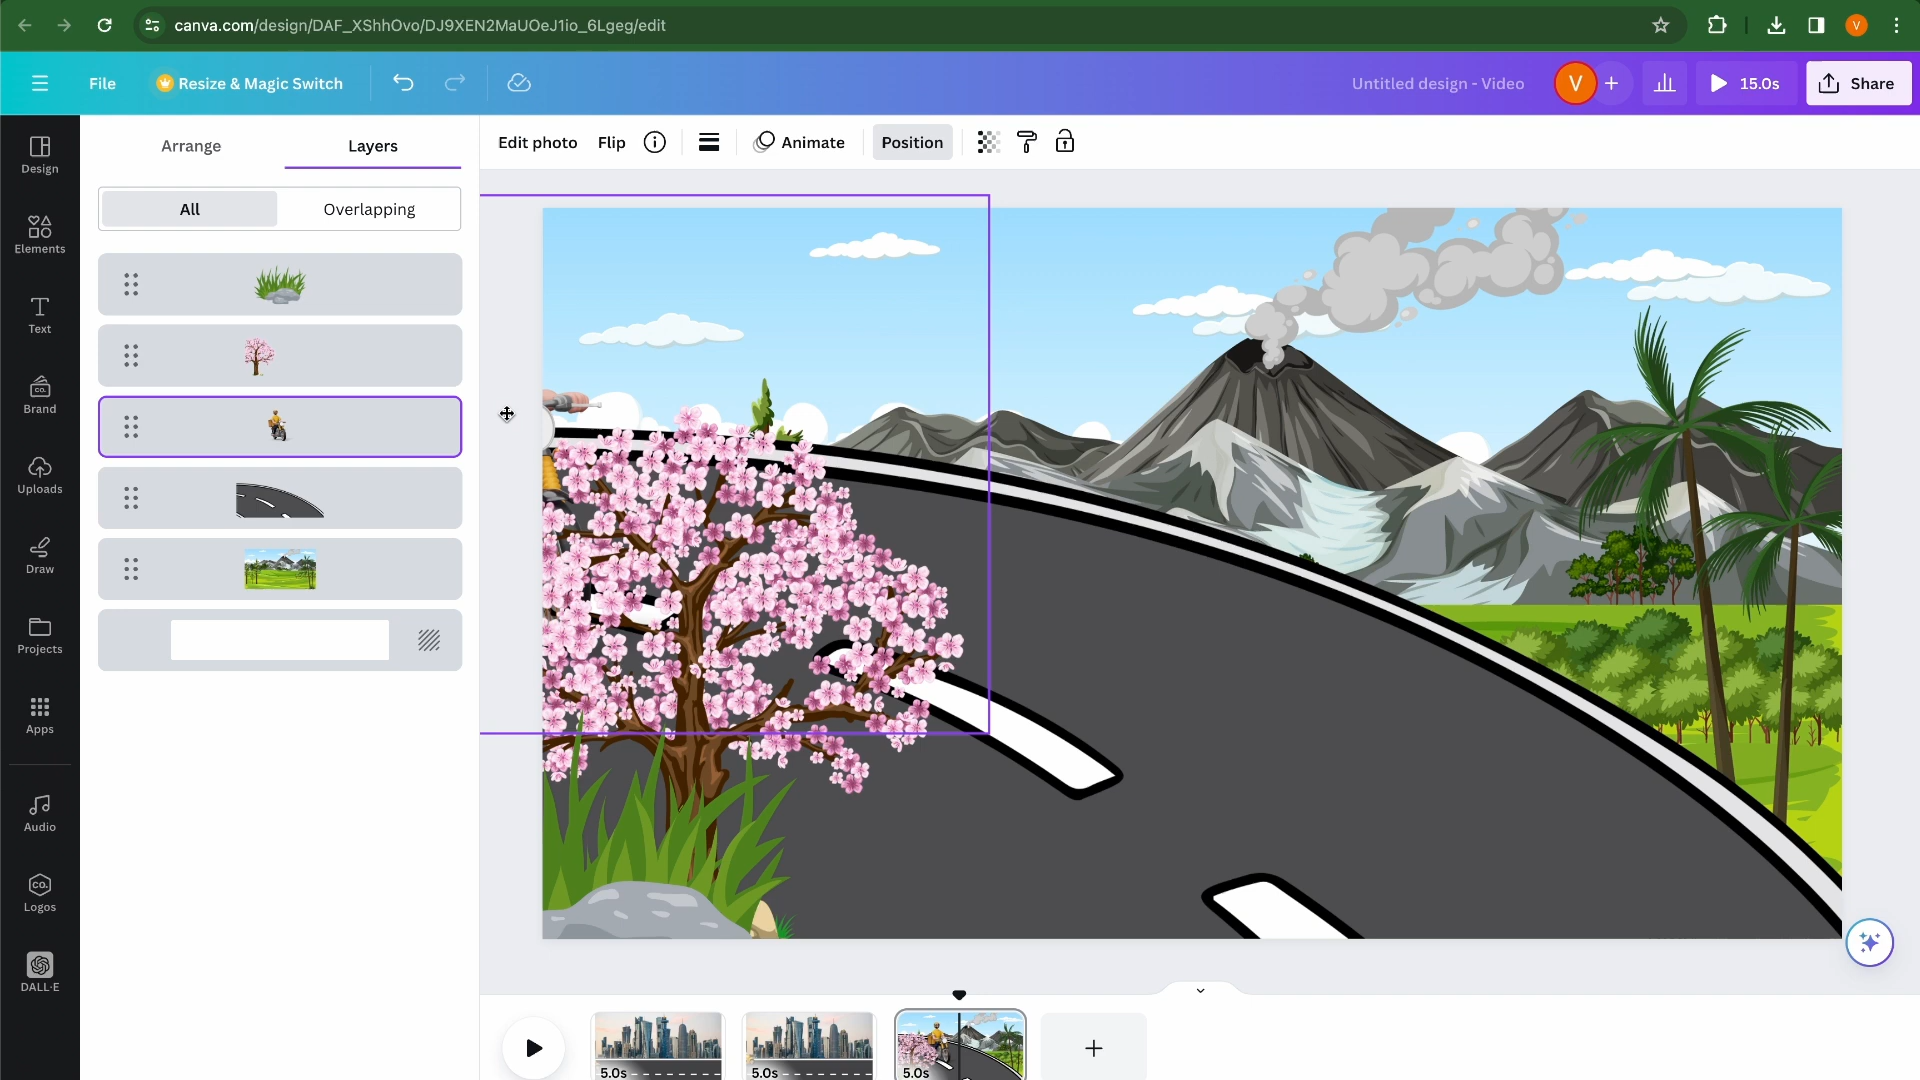 canva.com/design/DAF_XShhOvo/DJ9XEN2MaUOeJ1io_6Lgeg/edit
V
File
Resize & Magic Switch
Untitled design - Video
V
15.0s
Share
Design
Elements
Text
Brand
Uploads
Draw
Projects
Apps
Audio
Logos
DALL·E
CO.
CO.
Arrange
Layers
All
Overlapping
Edit photo
Flip
Animate
Position
5.0s
5.0s
5.0s